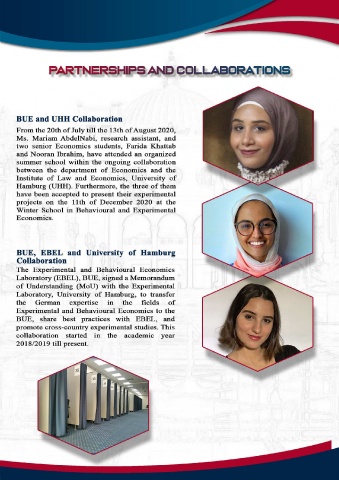 PARTNERSHIPS AND COLLABORATIONS
BUE and UHH Collaboration
From the 20th of July till the 13th of August 2020,
Ms. Mariam AbdelNabi, research assistant, and
two senior Economics students, Farida Khattab
and Nooran Ibrahim, have attended an organized
summer school within the ongoing collaboration
between the department of Economics and the
Institute of Law and Economics, University of
Hamburg (UHH). Furthermore, the three of them
have been accepted to present their experimental
projects on the 11th of December 2020 at the
Winter School in Behavioural and Experimental
Economics.
BUE, EBEL and University of Hamburg
Collaboration
The Experimental and Behavioural Economics
Laboratory (EBEL), BUE, signed a Memorandum
of Understanding (MoU) with the Experimental
Laboratory, University of Hamburg, to transfer
the German expertise in the fields of
Experimental and Behavioural Economics to the
BUE, share best practices with EBEL, and
promote cross-country experimental studies. This
collaboration started in the academic year
2018/2019 till present.